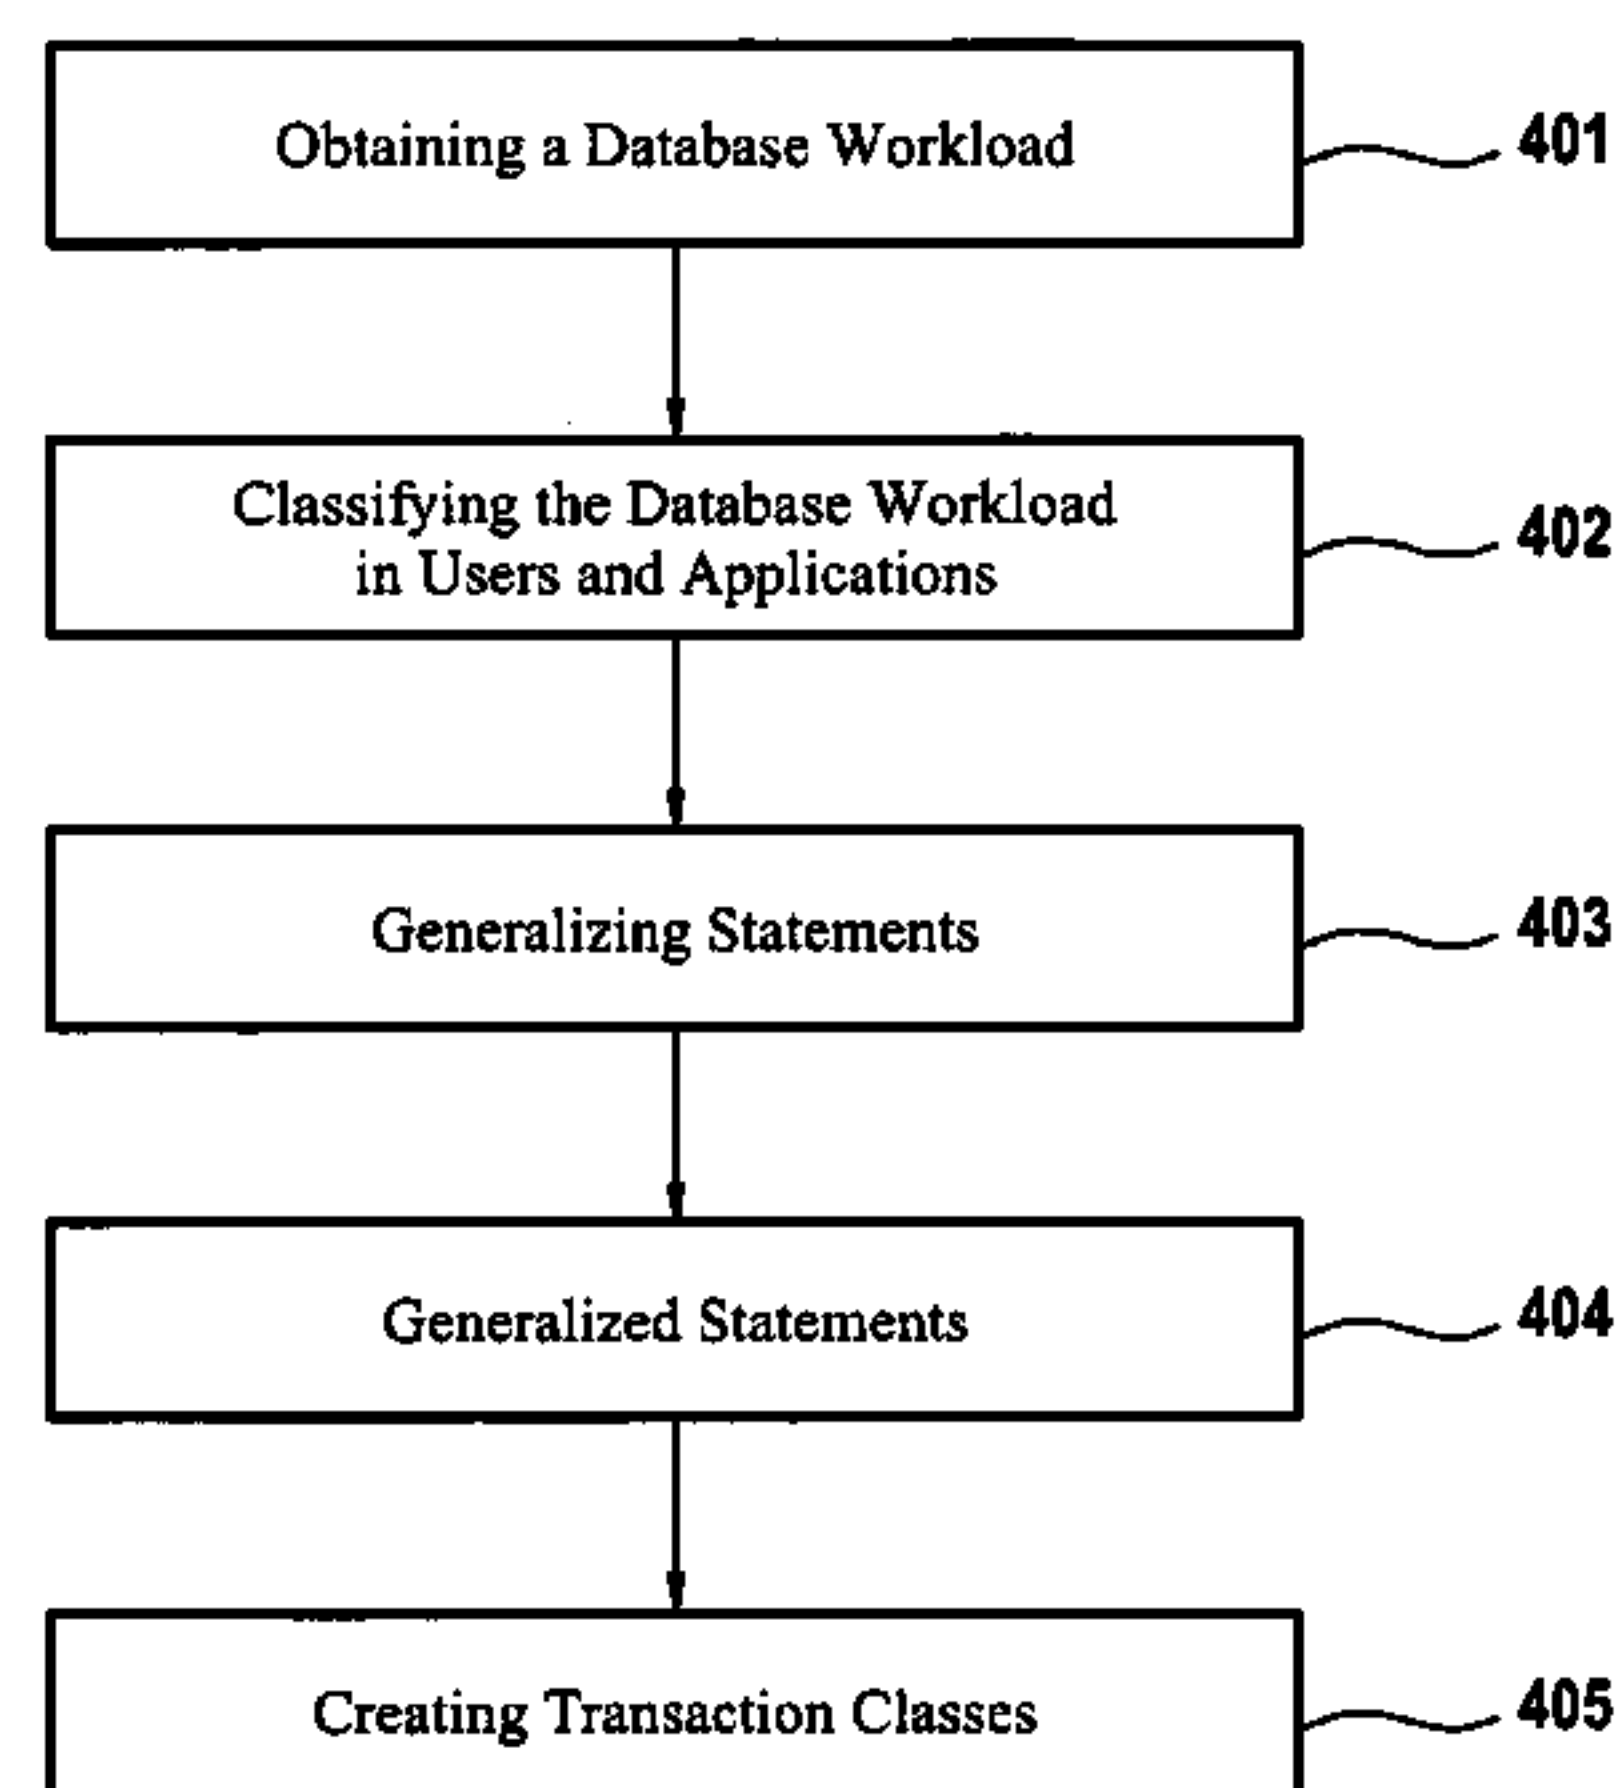 Obtaining a Database Workload
401
Classifying the Database Workload
in Users and Applications
402
Generalizing Statements
403
Generalized Statements
404
Creating Transaction Classes
405